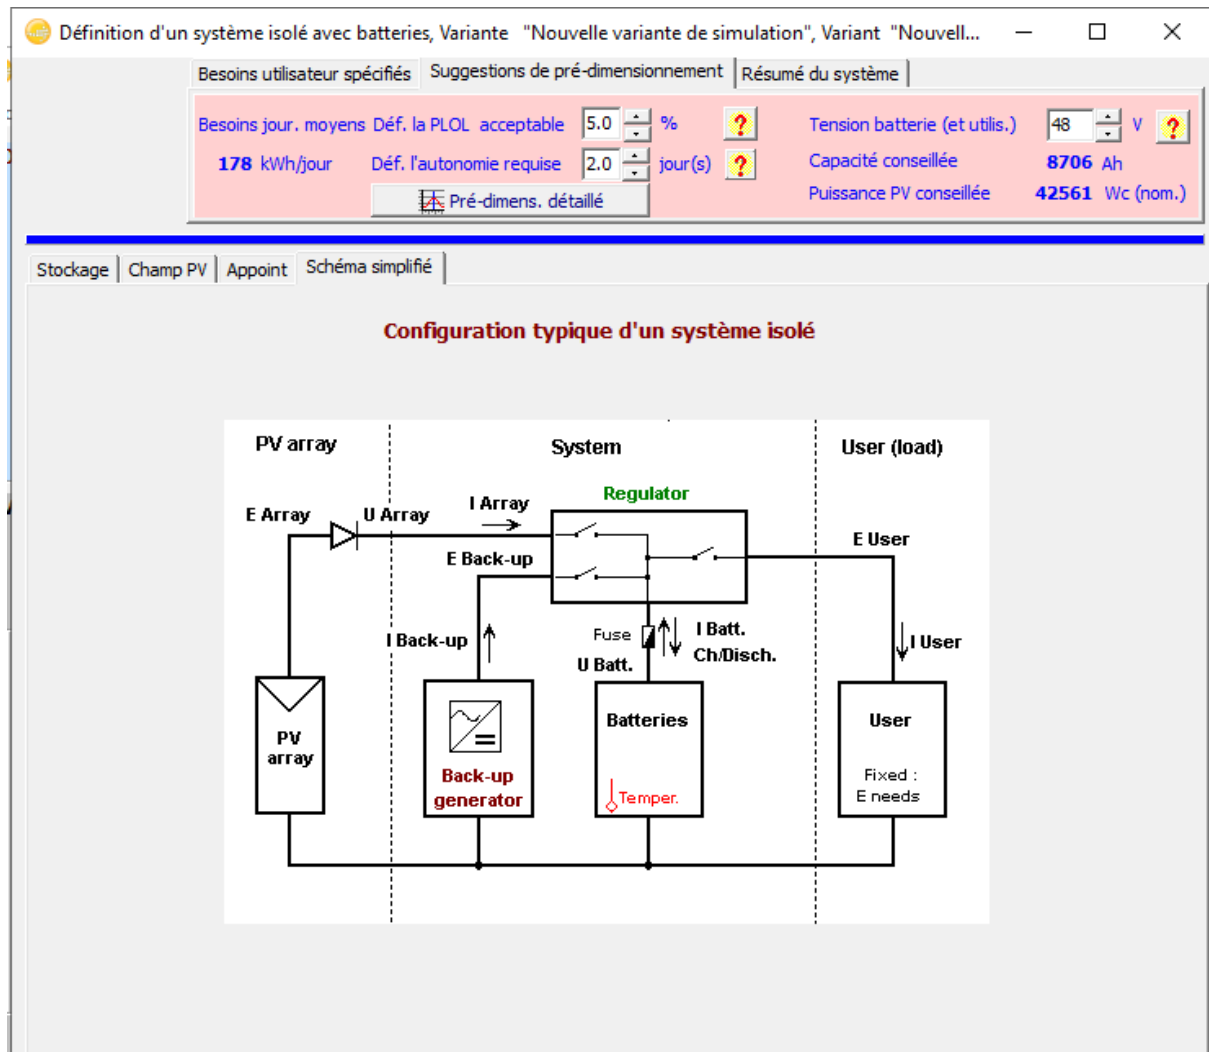 Définition d'un système isolé avec batteries, Variante "Nouvelle variante de simulation", Variant "Nouvell...
Besoins utilisateur spécifiés Suggestions de pré-dimensionnement Résumé du système
Besoins jour. moyens Déf. la PLOL acceptable 5.0 % ? Tension batterie (et utilis.) 48 V ?
178 kWh/jour Déf. l'autonomie requise 2.0 jour(s) ? Capacité conseillée 8706 Ah
Pré-dimens. détaillé Puissance PV conseillée 42561 Wc (nom.)
Stockage Champ PV Appoint Schéma simplifié
Configuration typique d'un système isolé
PV array System User (load)
Regulator
E Array U Array I Array
E Back-up E User
I Back-up Fuse I Batt.
Ch/Disch.
U Batt.
I User
PV
array
Back-up
generator
Batteries
Temper.
User
Fixed :
E needs